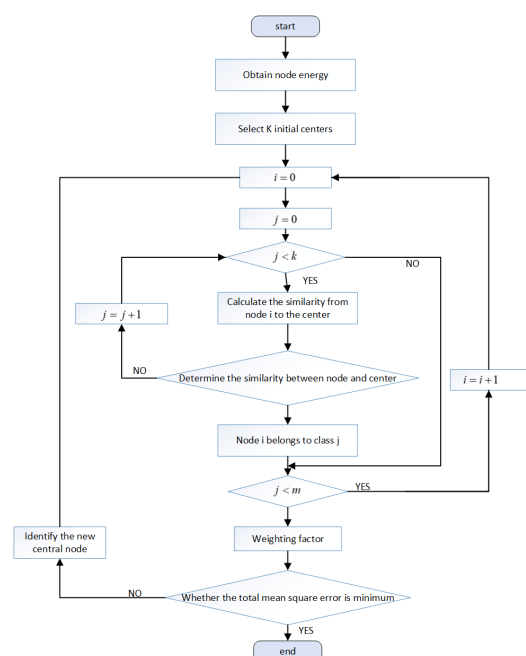 start
Obtain node energy
Select K initial centers
i = 0
j = 0
j < k
NO
YES
Calculate the similarity from
node i to the center
j = j +1
NO
Determine the similarity between node and center
i = i +1
Node i belongs to class j
j < m
YES
Identify the new
central node
Weighting factor
NO
Whether the total mean square error is minimum
YES
end